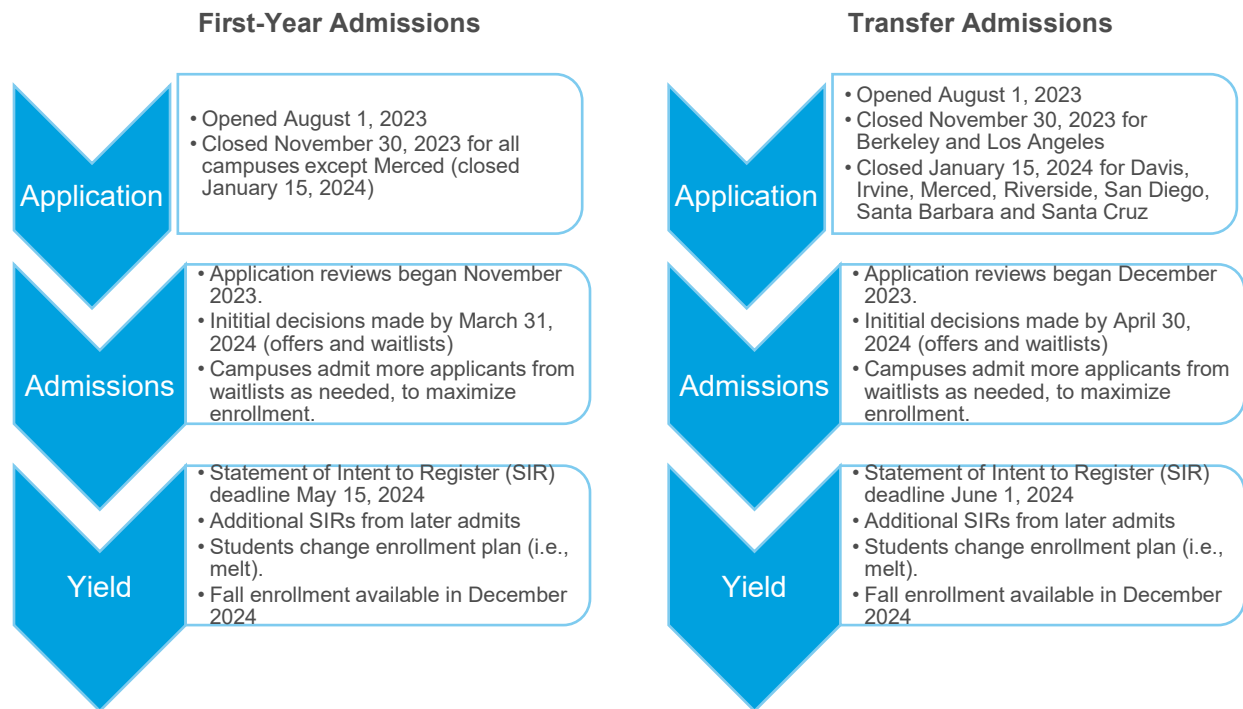 First-Year Admissions
Application
• Opened August 1, 2023
• Closed November 30, 2023 for all
campuses except Merced (closed
January 15, 2024)
Admissions
• Application reviews began November
2023.
• Inititial decisions made by March 31,
2024 (offers and waitlists)
• Campuses admit more applicants from
waitlists as needed, to maximize
enrollment.
Yield
• Statement of Intent to Register (SIR)
deadline May 15, 2024
• Additional SIRs from later admits
• Students change enrollment plan (i.e.,
melt).
• Fall enrollment available in December
2024
Transfer Admissions
Application
• Opened August 1, 2023
• Closed November 30, 2023 for
Berkeley and Los Angeles
• Closed January 15, 2024 for Davis,
Irvine, Merced, Riverside, San Diego,
Santa Barbara and Santa Cruz
Admissions
• Application reviews began December
2023.
• Inititial decisions made by April 30,
2024 (offers and waitlists)
• Campuses admit more applicants from
waitlists as needed, to maximize
enrollment.
Yield
• Statement of Intent to Register (SIR)
deadline June 1, 2024
• Additional SIRs from later admits
• Students change enrollment plan (i.e.,
melt).
• Fall enrollment available in December
2024